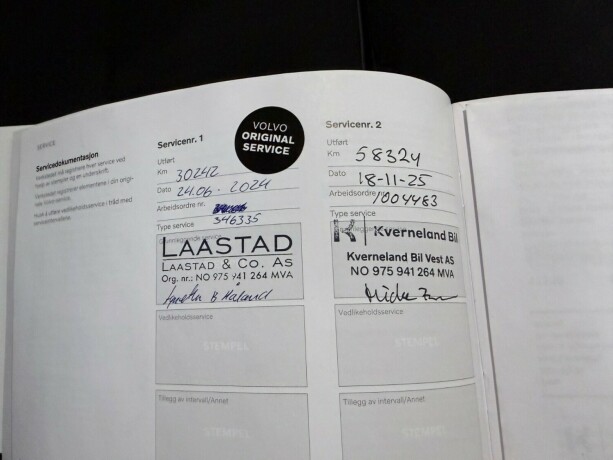 SERVICE
Servicedokumentasjon
Servicenr. 1
Utført
Km 30242
Dato 24.06-2024
Arbeidsordre nr.
346335
Type service
LAASTAD
LAASTAD & CO. AS
Org. nr.: NO 975 941 264 MVA
Vedlikeholdsservice
STEMPEL
Tillegg av intervall/Annet
STEMPEL
VOLVO
ORIGINAL
SERVICE
Servicenr. 2
Utført
Km 58324
Dato 18-11-25
Arbeidsordre nr. 1004483
Type service
K Kverneland Bil
Kverneland Bil Vest AS
NO 975 941 264 MVA
Vedlikeholdsservice
STEMPEL
Tillegg av intervall/Annet
STEMPEL